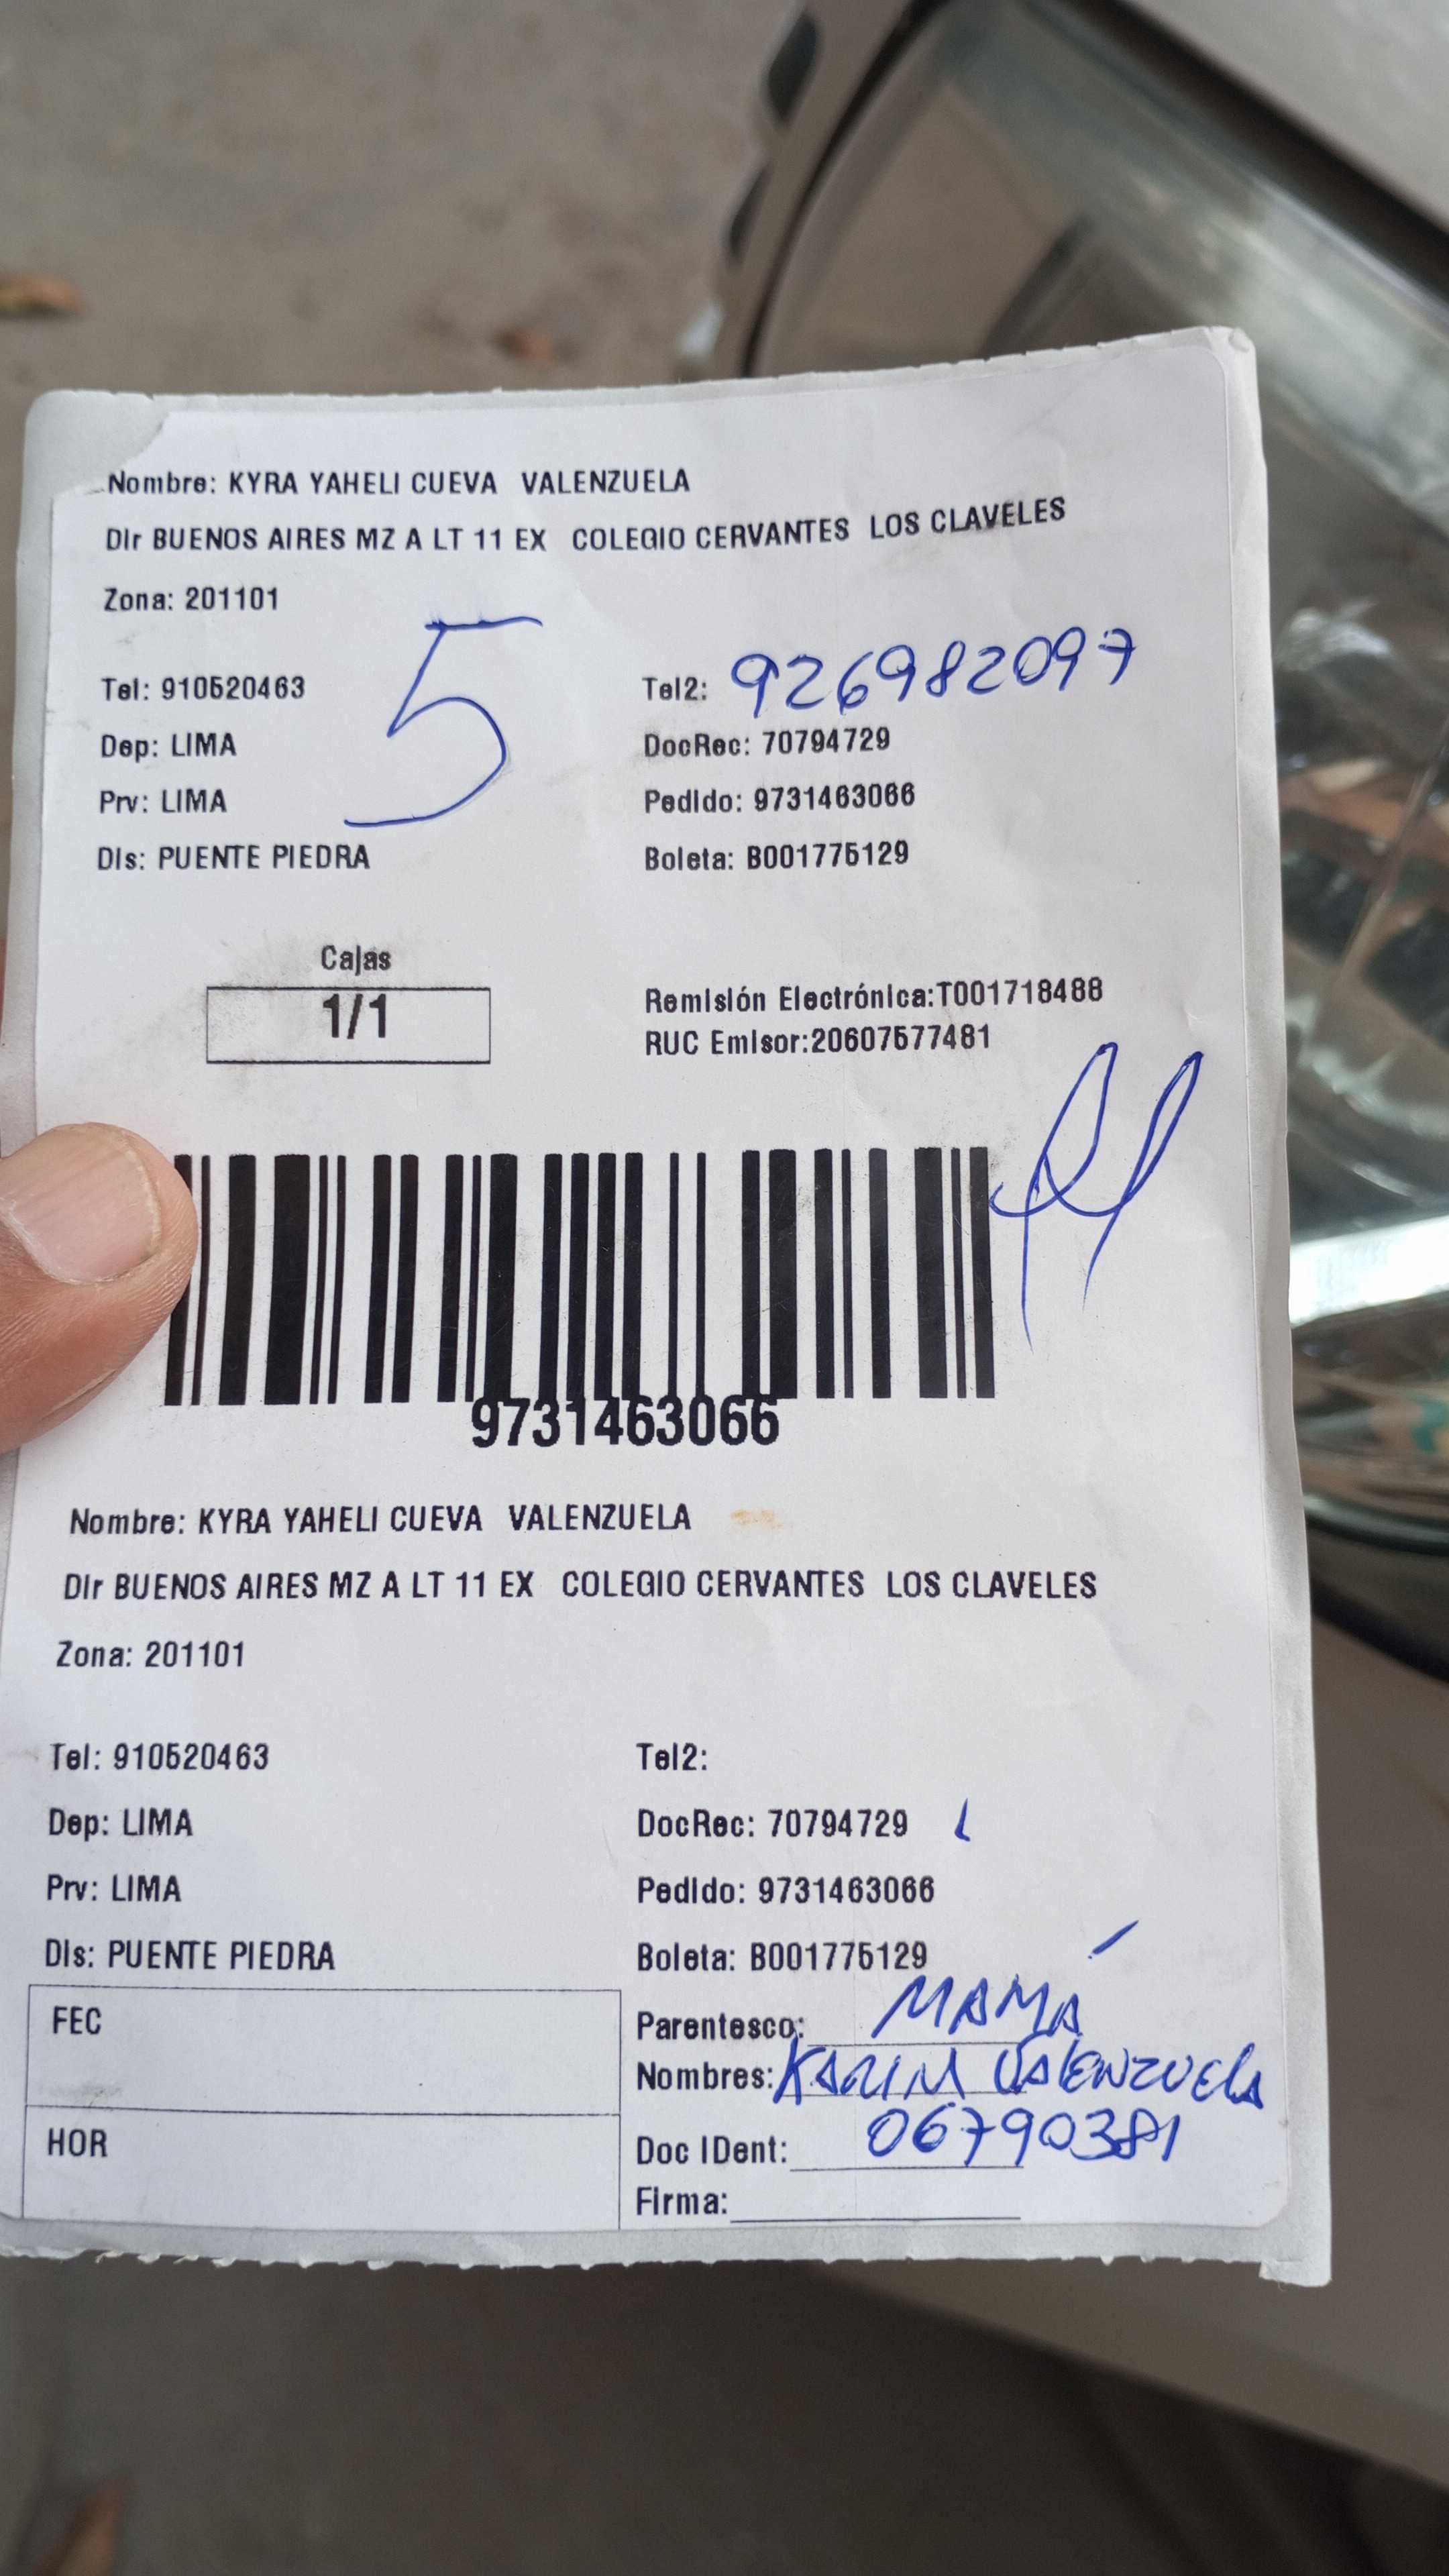 Nombre: KYRA YAHELI CUEVA VALENZUELA
Dir BUENOS AIRES MZ A LT 11 EX COLEGIO CERVANTES LOS CLAVELES
Zona: 201101
5
Tel: 910520463 Tel2: 926982097
Dep: LIMA DocRec: 70794729
Prv: LIMA Pedido: 9731463066
Dis: PUENTE PIEDRA Boleta: B001775129
Cajas
1/1
Remisión Electrónica:T001718488
RUC Emisor:20607577481
9731463066
Nombre: KYRA YAHELI CUEVA VALENZUELA
Dir BUENOS AIRES MZ A LT 11 EX COLEGIO CERVANTES LOS CLAVELES
Zona: 201101
Tel: 910520463 Tel2:
Dep: LIMA DocRec: 70794729
Prv: LIMA Pedido: 9731463066
Dis: PUENTE PIEDRA Boleta: B001775129
FEC
Parentesco: MAMÁ
Nombres: KARIM VALENZUELA
HOR
Doc IDent: 06790381
Firma: